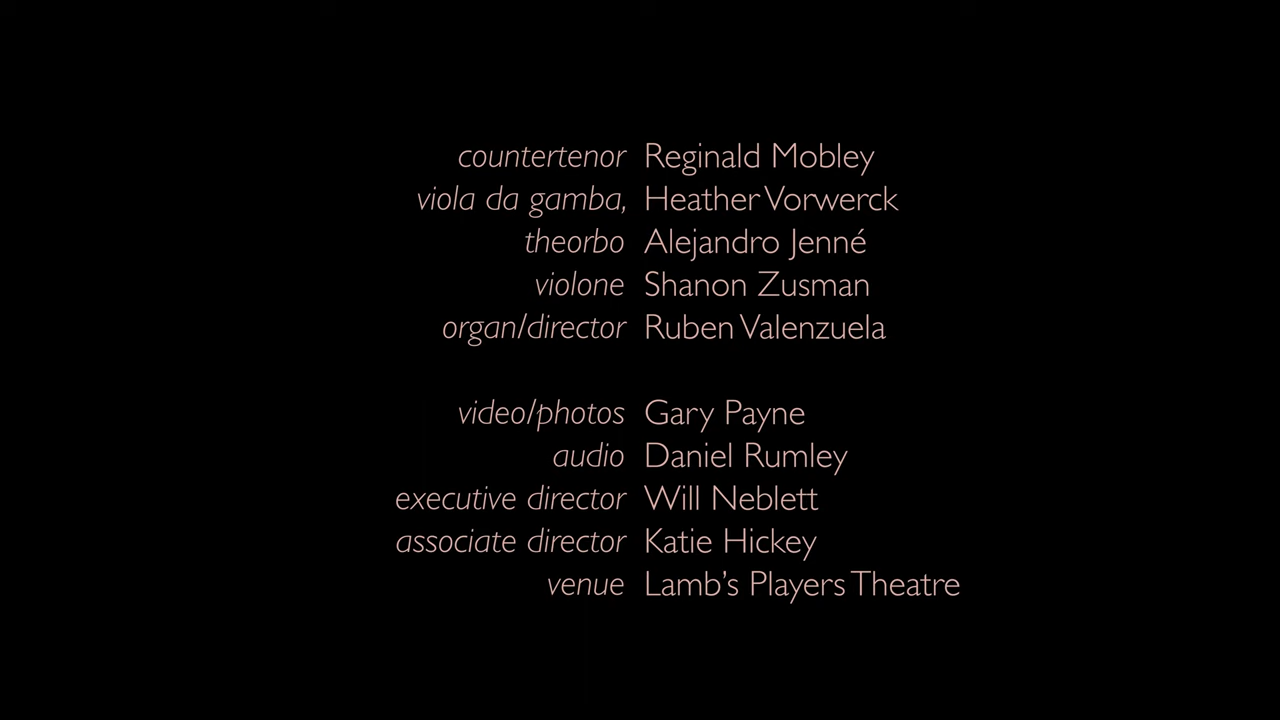 countertenor Reginald Mobley
viola da gamba, Heather Vorwerck
theorbo Alejandro Jenné
violone Shanon Zusman
organ/director Ruben Valenzuela
video/photos Gary Payne
audio Daniel Rumley
executive director Will Neblett
associate director Katie Hickey
venue Lamb’s Players Theatre